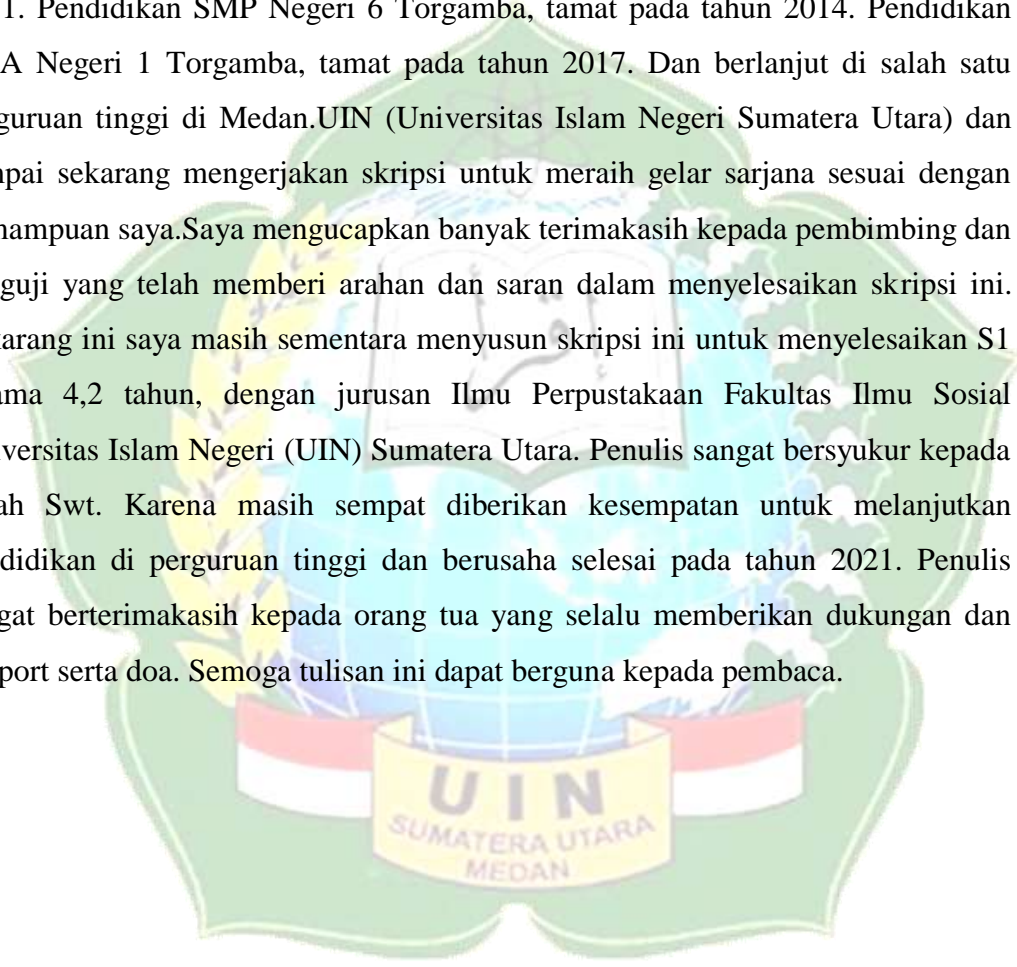 1. Pendidikan SMP Negeri 6 Torgamba, tamat pada tahun 2014. Pendidikan
A Negeri 1 Torgamba, tamat pada tahun 2017. Dan berlanjut di salah satu
guruan tinggi di Medan.UIN (Universitas Islam Negeri Sumatera Utara) dan
mpai sekarang mengerjakan skripsi untuk meraih gelar sarjana sesuai dengan
mampuan saya.Saya mengucapkan banyak terimakasih kepada pembimbing dan
guji yang telah memberi arahan dan saran dalam menyelesaikan skripsi ini.
karang ini saya masih sementara menyusun skripsi ini untuk menyelesaikan S1
ama 4,2 tahun, dengan jurusan Ilmu Perpustakaan Fakultas Ilmu Sosial
iversitas Islam Negeri (UIN) Sumatera Utara. Penulis sangat bersyukur kepada
ah Swt. Karena masih sempat diberikan kesempatan untuk melanjutkan
didikan di perguruan tinggi dan berusaha selesai pada tahun 2021. Penulis
gat berterimakasih kepada orang tua yang selalu memberikan dukungan dan
port serta doa. Semoga tulisan ini dapat berguna kepada pembaca.
UIN
SUMATERA UTARA
MEDAN